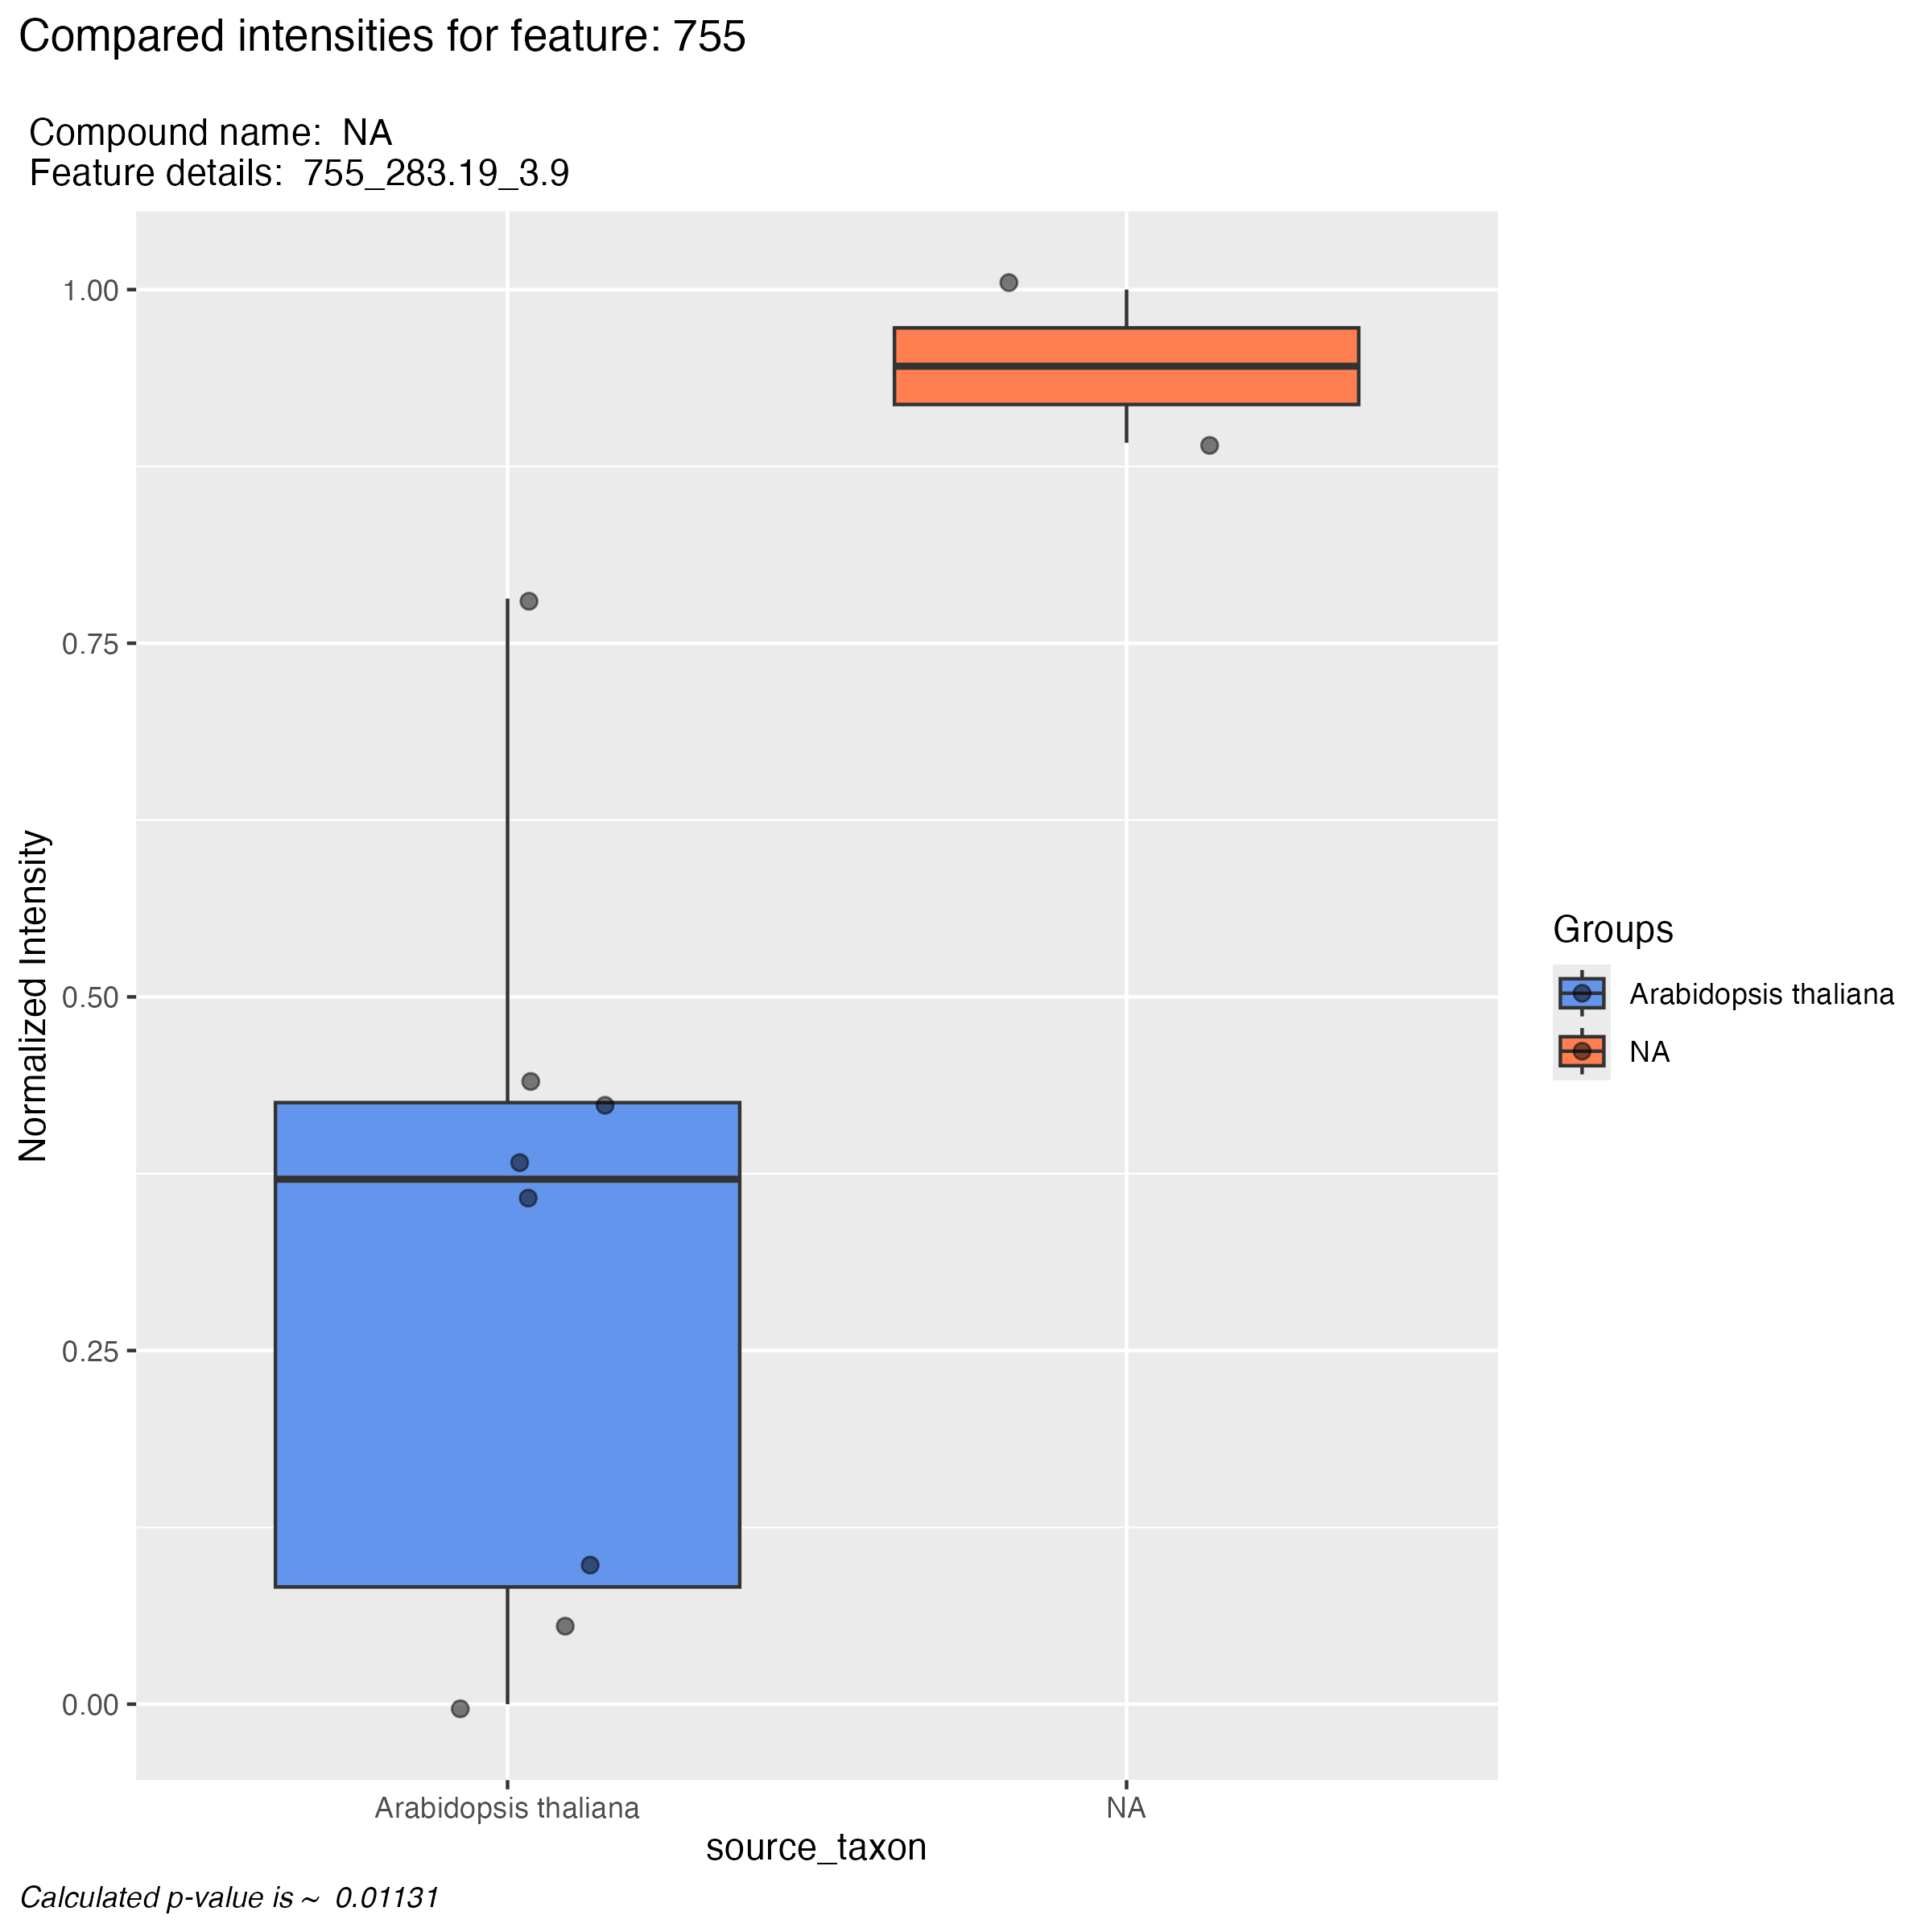 Compared intensities for feature: 755
Compound name:  NA
Feature details:  755_283.19_3.9
Normalized Intensity
1.00
0.75
0.50
0.25
0.00
Arabidopsis thaliana
NA
source_taxon
Groups
Arabidopsis thaliana
NA
Calculated p-value is ~  0.01131